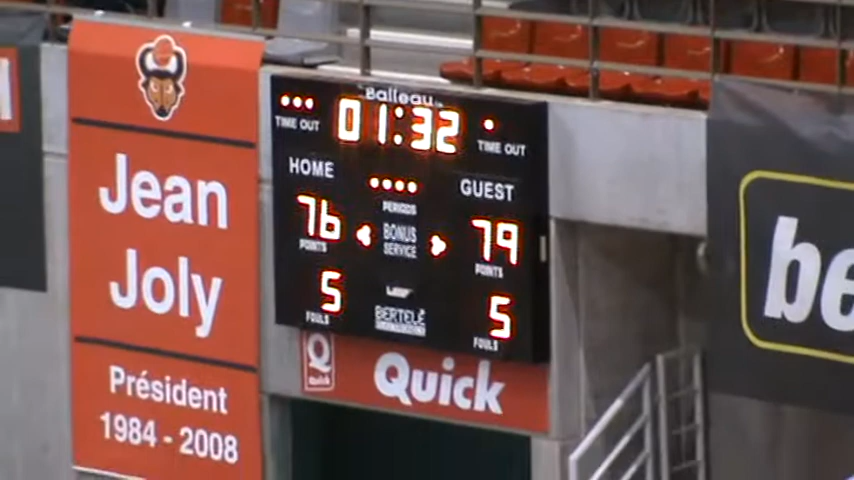 Jean
Joly
Président
1984 - 2008
Balleau
TIME OUT
01:32
TIME OUT
HOME
PERIODS
GUEST
76
BONUS
SERVICE
79
POINTS
POINTS
5
5
FOULS
BERTELÉ
FOULS
Q
Quick
Quick
be